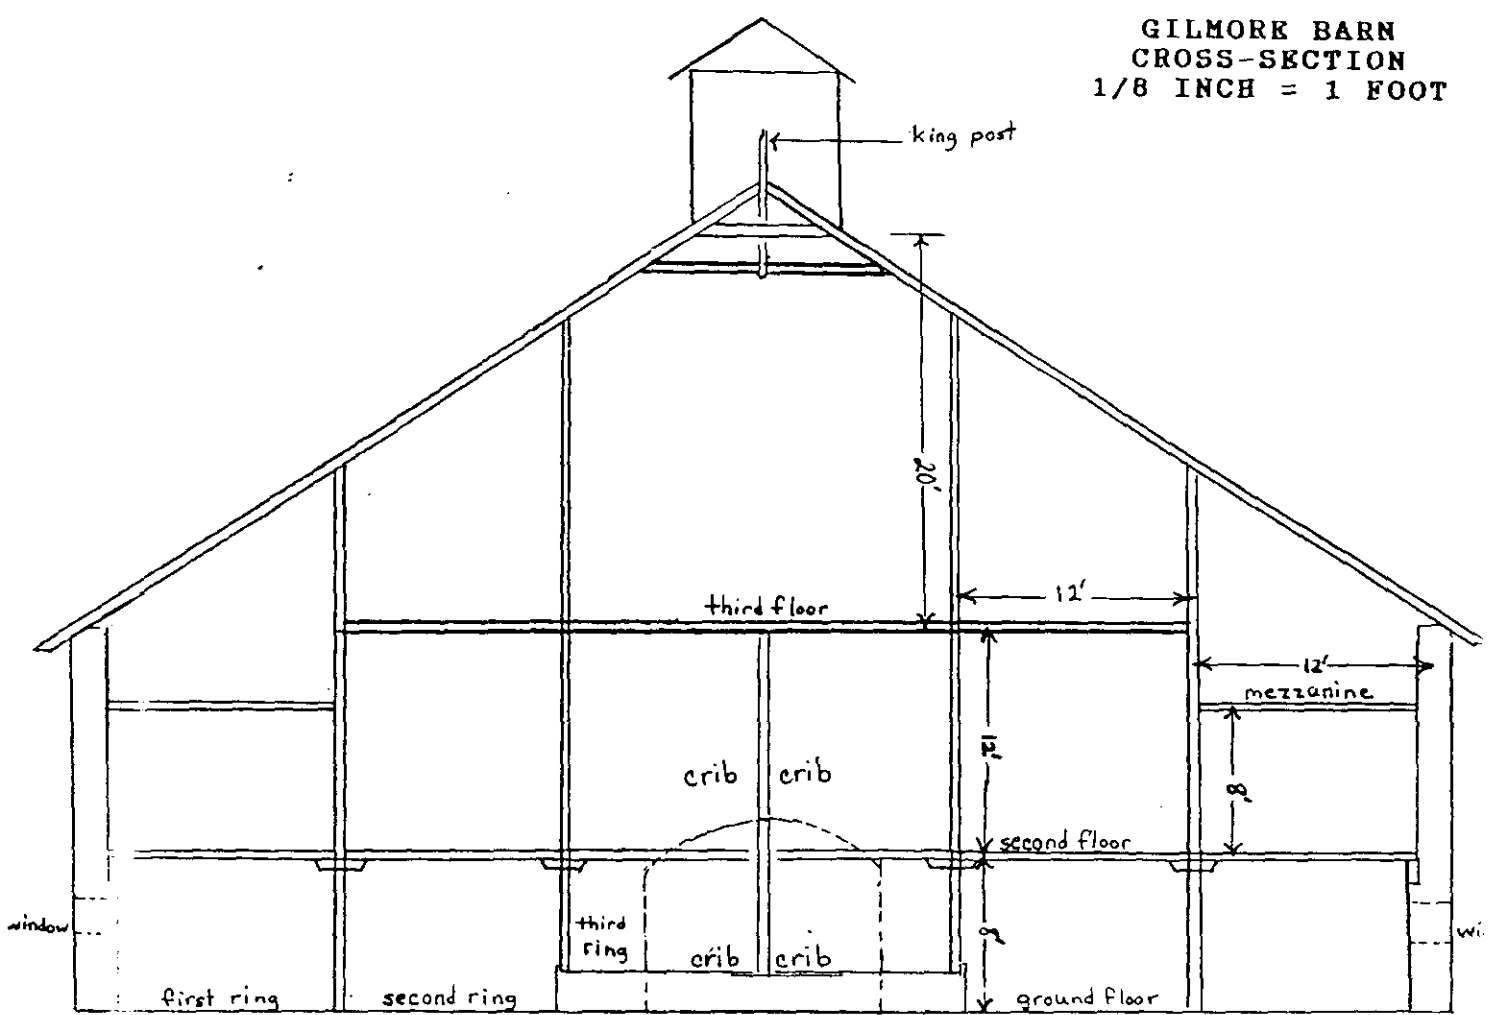 GILMORE BARN
CROSS-SECTION
1/8 INCH = 1 FOOT
king post
20'
third floor
12'
12'
mezzanine
12'
8'
crib crib
second floor
window
third
ring
8'
wi
crib crib
first ring
second ring
ground floor